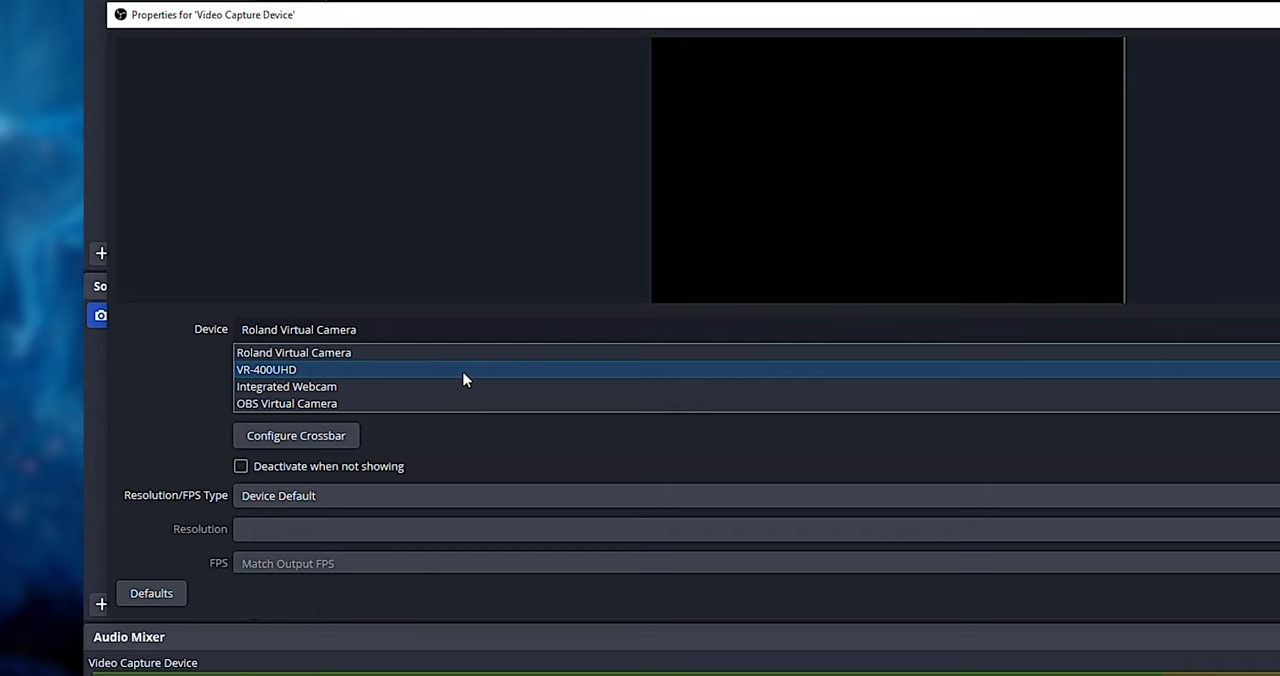 Properties for 'Video Capture Device'
So
Device Roland Virtual Camera
Roland Virtual Camera
VR-400UHD
Integrated Webcam
OBS Virtual Camera
Configure Crossbar
Deactivate when not showing
Resolution/FPS Type Device Default
Resolution
FPS Match Output FPS
Defaults
Audio Mixer
Video Capture Device